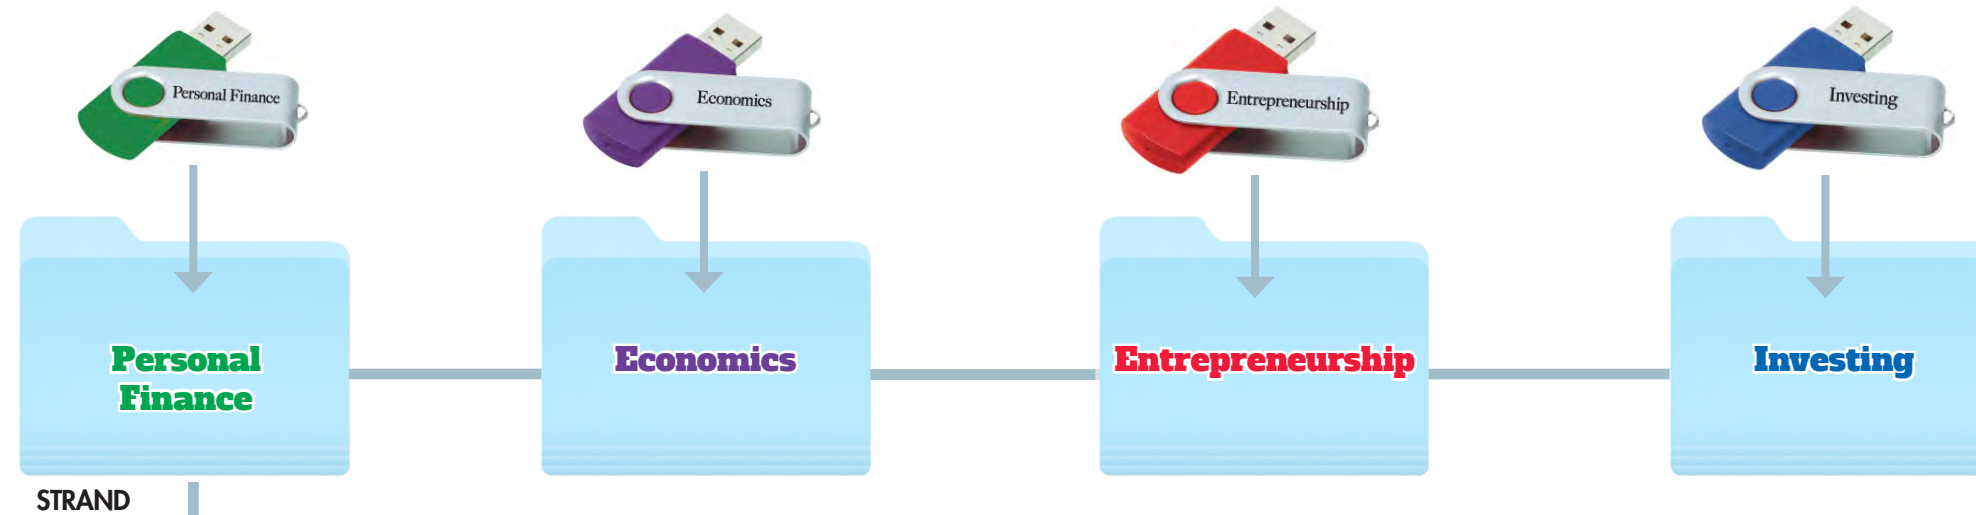 Personal Finance
Economics
Entrepreneurship
Investing
Personal
Finance
Economics
Entrepreneurship
Investing
STRAND